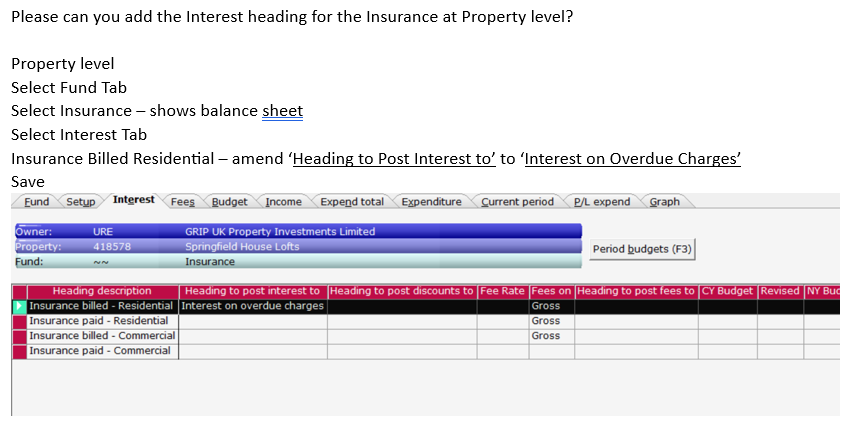 Please can you add the Interest heading for the Insurance at Property level?
Property level
Select Fund Tab
Select Insurance – shows balance sheet
Select Interest Tab
Insurance Billed Residential – amend ‘Heading to Post Interest to’ to ‘Interest on Overdue Charges’
Save
Fund Setup Interest Fees Budget Income Expend total Expenditure Current period P/L expend Graph
Owner: URE GRIP UK Property Investments Limited
Property: 418578 Springfield House Lofts
Period budgets (F3)
Fund: ~~ Insurance
Heading description Heading to post interest to Heading to post discounts to Fee Rate Fees on Heading to post fees to CY Budget Revised NY Bud
Insurance billed - Residential Interest on overdue charges Gross
Insurance paid - Residential Gross
Insurance billed - Commercial Gross
Insurance paid - Commercial